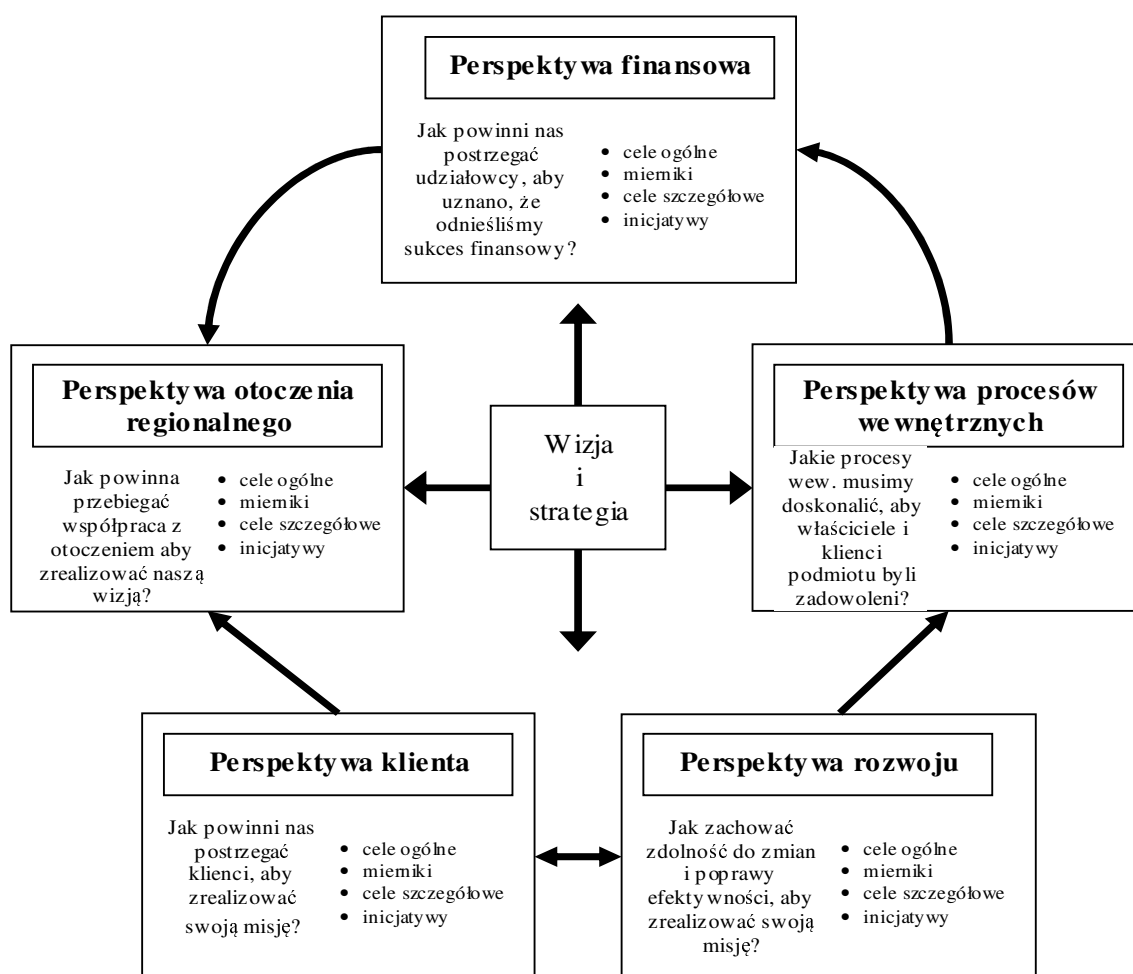 Perspektywa finansowa
Jak powinni nas
postrzegać
udziałowcy, aby
uznano, że
odnieśliśmy
sukces finansowy?
• cele ogólne
• mierniki
• cele szczegółowe
• inicjatywy
Perspektywa otoczenia
regionalnego
Jak powinna
przebiegać
współpraca z
otoczeniem aby
zrealizować naszą
wizją?
• cele ogólne
• mierniki
• cele szczegółowe
• inicjatywy
Wizja
i
strategia
Perspektywa procesów
wewnętrznych
Jakie procesy
wew. musimy
doskonalić, aby
właściciele i
klienci
podmiotu byli
zadowoleni?
• cele ogólne
• mierniki
• cele szczegółowe
• inicjatywy
Perspektywa klienta
Jak powinni nas
postrzegać
klienci, aby
zrealizować
swoją misję?
• cele ogólne
• mierniki
• cele szczegółowe
• inicjatywy
Perspektywa rozwoju
Jak zachować
zdolność do zmian
i poprawy
efektywności, aby
zrealizować swoją
misję?
• cele ogólne
• mierniki
• cele szczegółowe
• inicjatywy